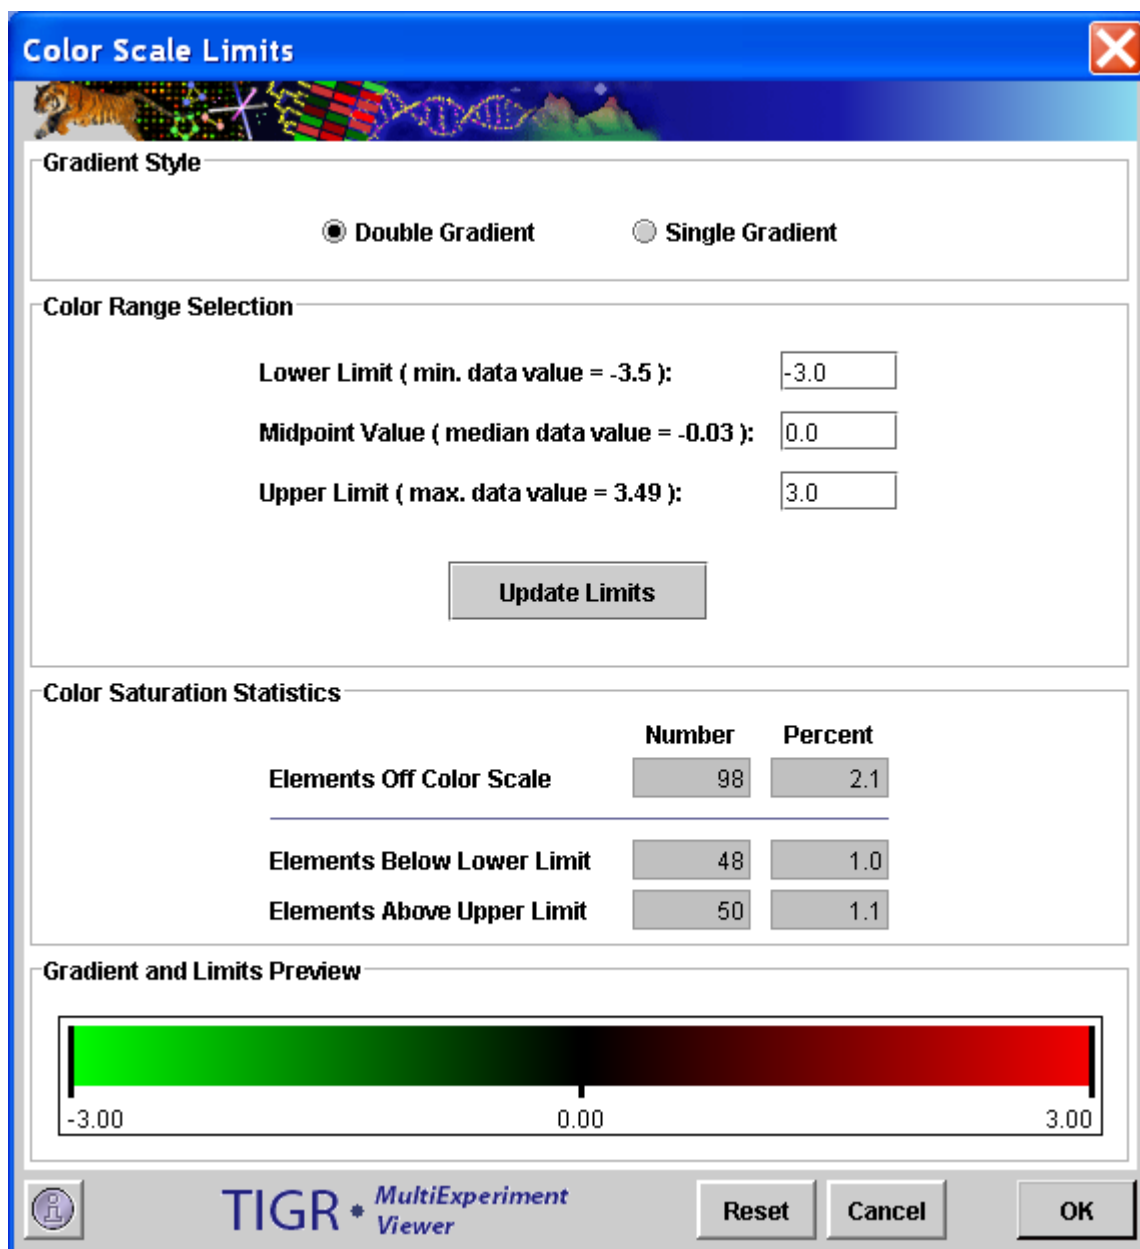 Color Scale Limits
Gradient Style
Double Gradient Single Gradient
Color Range Selection
Lower Limit ( min. data value = -3.5 ): -3.0
Midpoint Value ( median data value = -0.03 ): 0.0
Upper Limit ( max. data value = 3.49 ): 3.0
Update Limits
Color Saturation Statistics
Number Percent
Elements Off Color Scale 98 2.1
Elements Below Lower Limit 48 1.0
Elements Above Upper Limit 50 1.1
Gradient and Limits Preview
-3.00 0.00 3.00
TIGR • MultiExperiment
Viewer
Reset Cancel OK